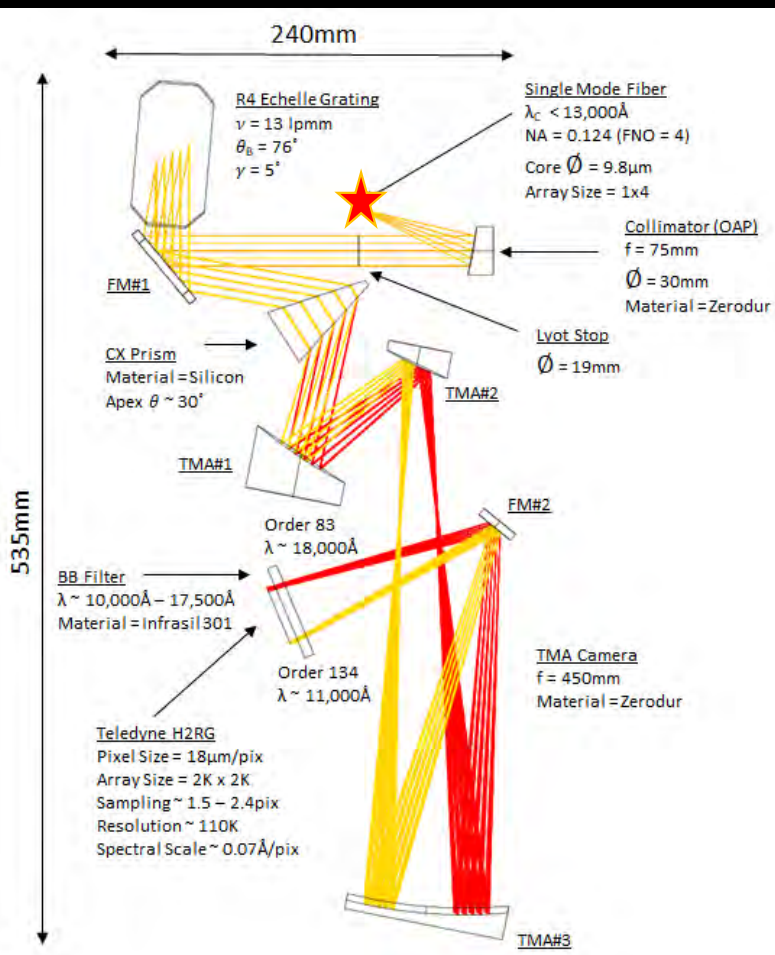 240mm
535mm
R4 Echelle Grating
ν = 13 lpmm
θB = 76˚
γ = 5˚
Single Mode Fiber
λC < 13,000Å
NA = 0.124 (FNO = 4)
Core Ø = 9.8μm
Array Size = 1x4
Collimator (OAP)
f = 75mm
Ø = 30mm
Material = Zerodur
FM#1
Lyot Stop
Ø = 19mm
CX Prism
Material = Silicon
Apex θ ~ 30˚
TMA#2
TMA#1
FM#2
Order 83
λ ~ 18,000Å
BB Filter
λ ~ 10,000Å – 17,500Å
Material = Infrasil 301
Order 134
λ ~ 11,000Å
TMA Camera
f = 450mm
Material = Zerodur
Teledyne H2RG
Pixel Size = 18μm/pix
Array Size = 2K x 2K
Sampling ~ 1.5 – 2.4pix
Resolution ~ 110K
Spectral Scale ~ 0.07Å/pix
TMA#3